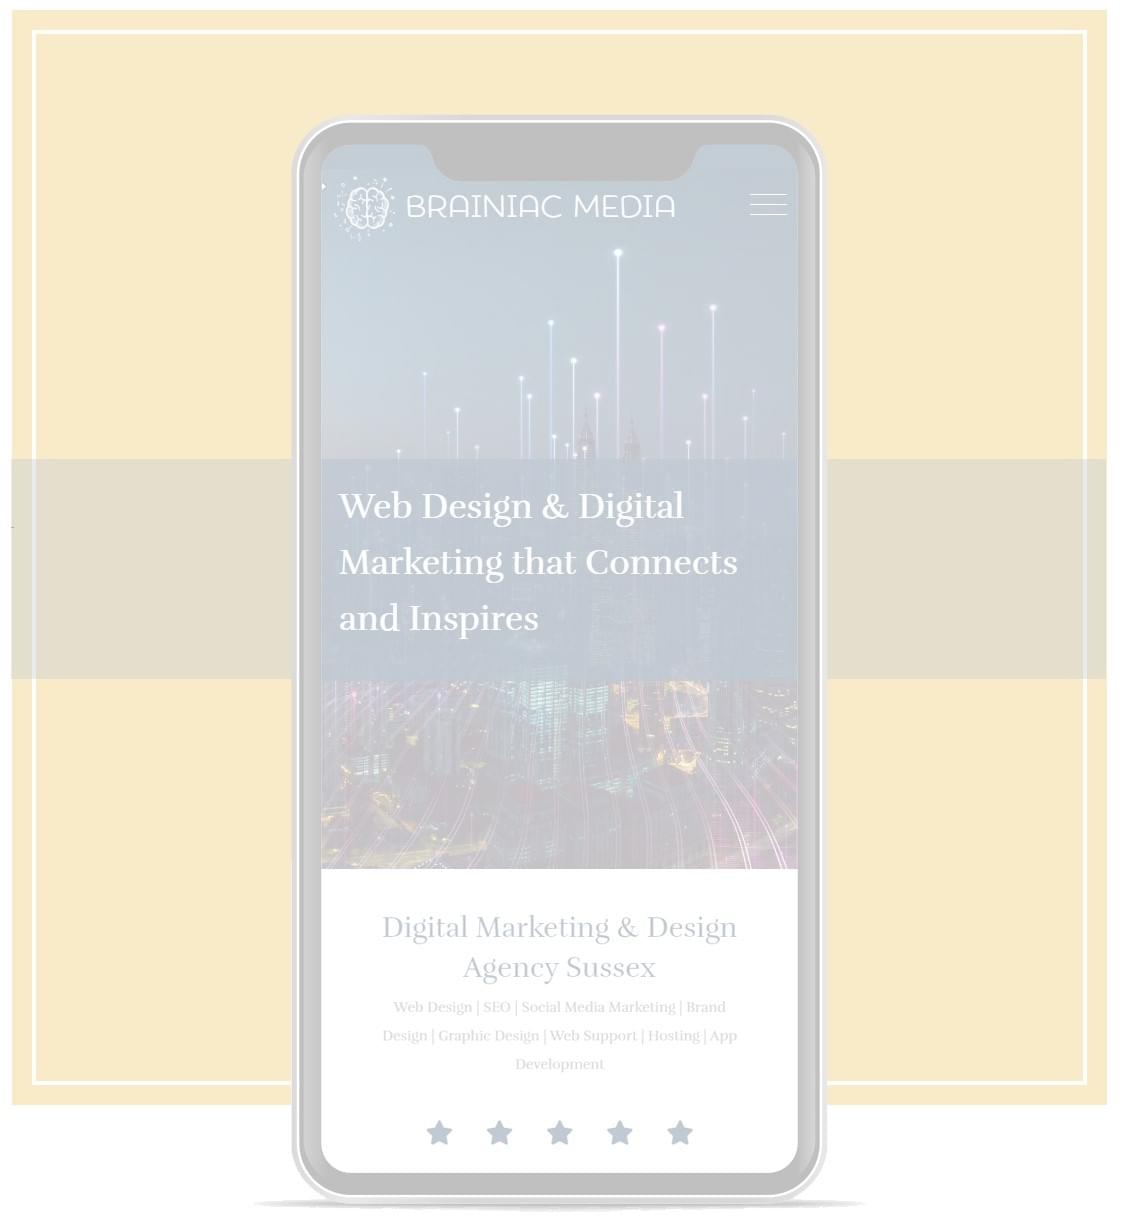 BRAINIAC MEDIA
Web Design & Digital
Marketing that Connects
and Inspires
Digital Marketing & Design
Agency Sussex
Web Design | SEO | Social Media Marketing | Brand
Design | Graphic Design | Web Support | Hosting | App
Development